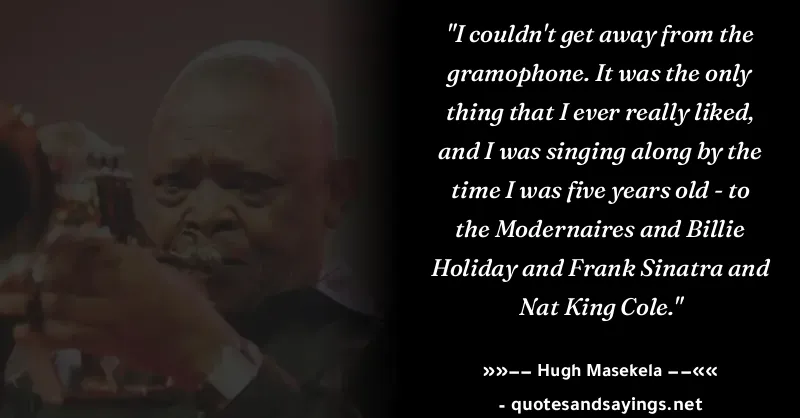 "I couldn't get away from the
gramophone. It was the only
thing that I ever really liked,
and I was singing along by the
time I was five years old - to
the Modernaires and Billie
Holiday and Frank Sinatra and
Nat King Cole."
»»−− Hugh Masekela −−««
- quotesandsayings.net